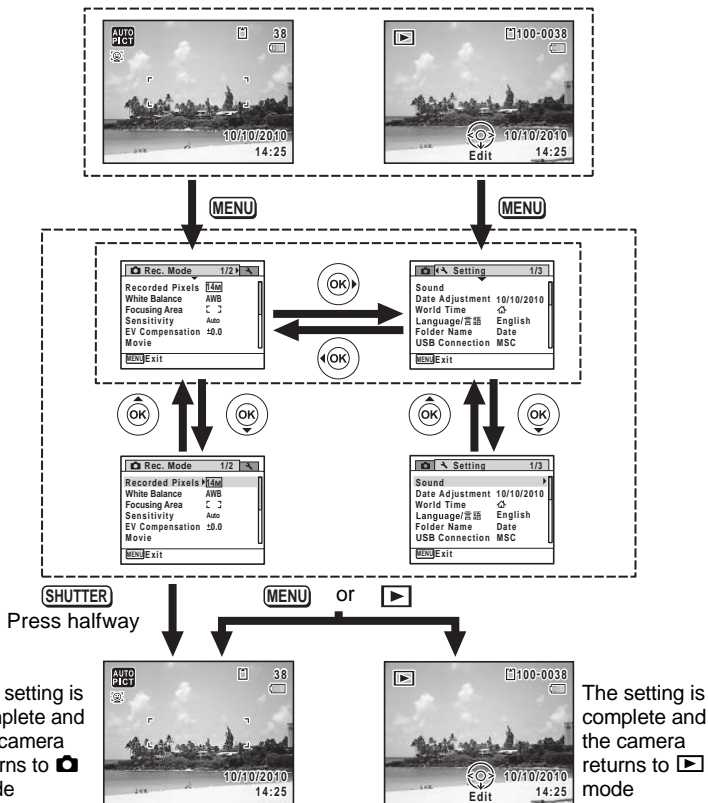 AUTO PICT 38
10/10/2010
14:25
100-0038
10/10/2010
Edit 14:25
MENU
MENU
Rec. Mode 1/2
Recorded Pixels 14M
White Balance AWB
Focusing Area
Sensitivity Auto
EV Compensation ±0.0
Movie
MENU Exit
OK
OK
Setting 1/3
Sound
Date Adjustment 10/10/2010
World Time
Language/言語 English
Folder Name Date
USB Connection MSC
MENU Exit
OK
OK
OK
OK
Rec. Mode 1/2
Recorded Pixels 14M
White Balance AWB
Focusing Area
Sensitivity Auto
EV Compensation ±0.0
Movie
MENU Exit
Setting 1/3
Sound
Date Adjustment 10/10/2010
World Time
Language/言語 English
Folder Name Date
USB Connection MSC
MENU Exit
SHUTTER
Press halfway
MENU or
setting is
and
camera
to
AUTO PICT 38
10/10/2010
14:25
100-0038
10/10/2010
Edit 14:25
The setting is
complete and
the camera
returns to
mode